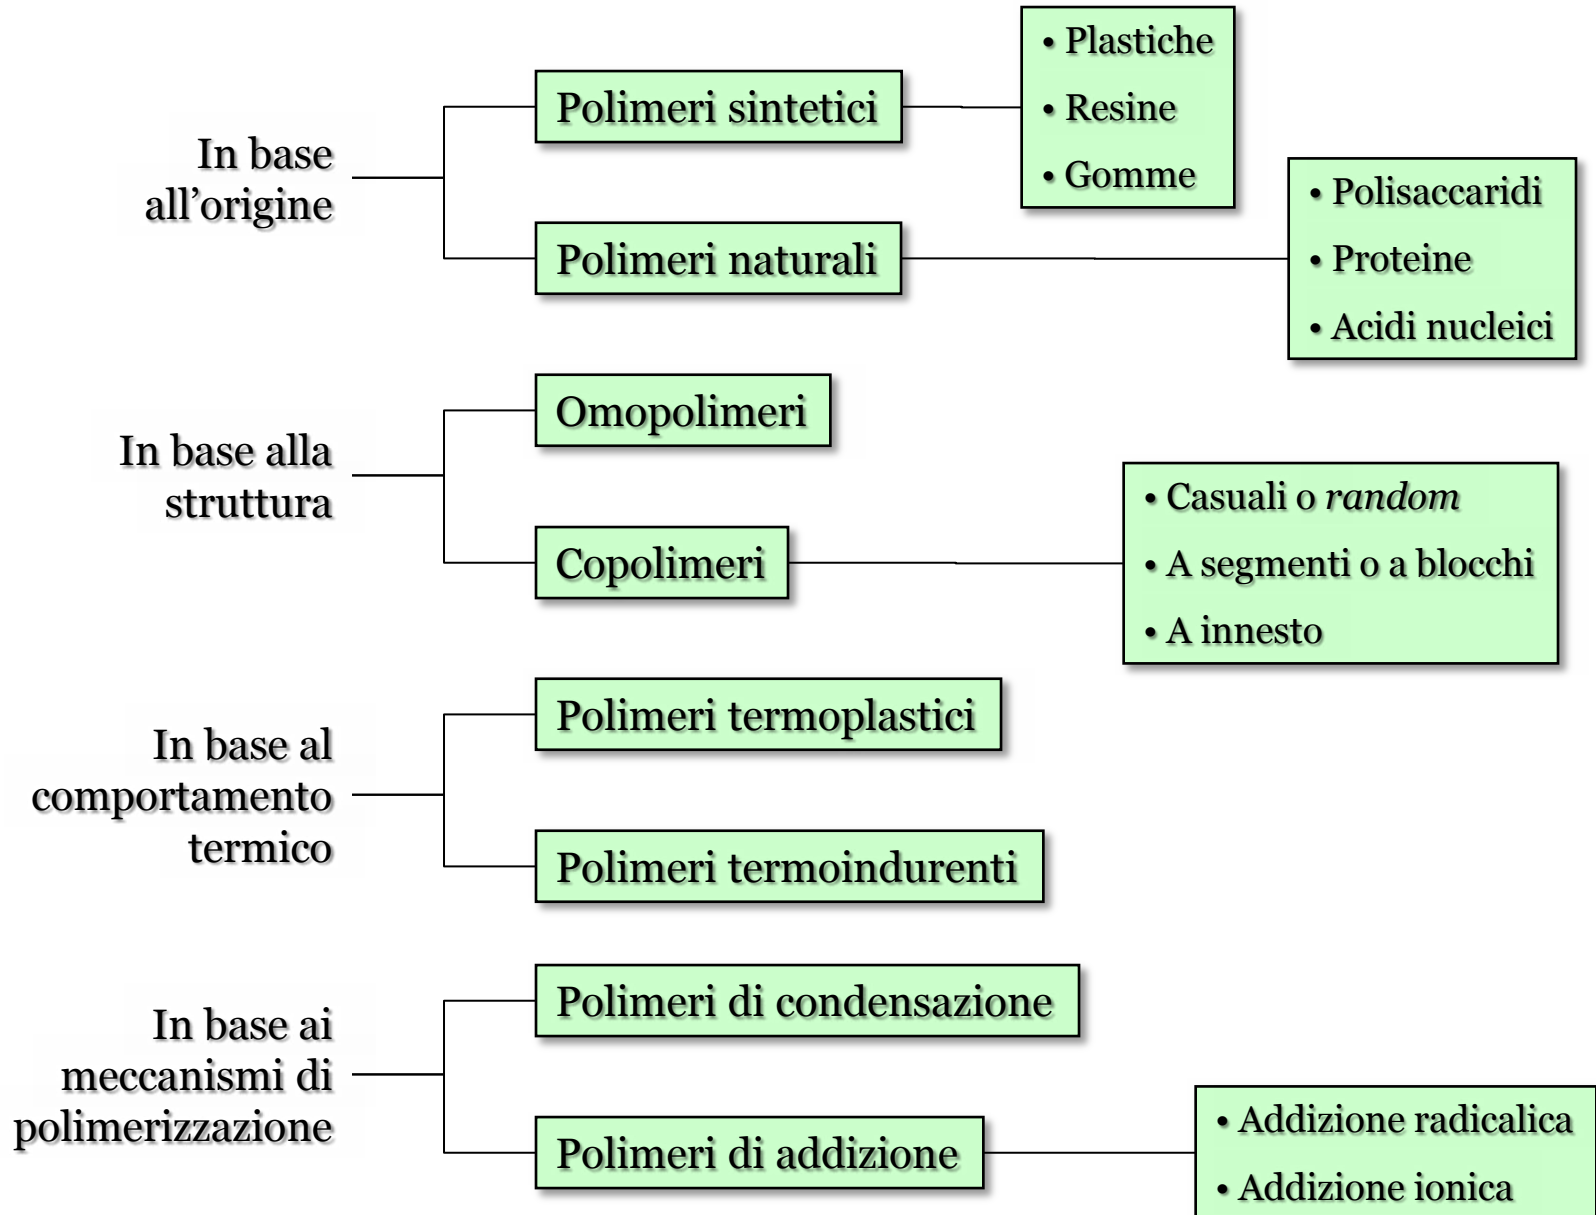 In base
all’origine
Polimeri sintetici
• Plastiche
• Resine
• Gomme
Polimeri naturali
• Polisaccaridi
• Proteine
• Acidi nucleici
In base alla
struttura
Omopolimeri
Copolimeri
• Casuali o random
• A segmenti o a blocchi
• A innesto
In base al
comportamento
termico
Polimeri termoplastici
Polimeri termoindurenti
In base ai
meccanismi di
polimerizzazione
Polimeri di condensazione
Polimeri di addizione
• Addizione radicalica
• Addizione ionica